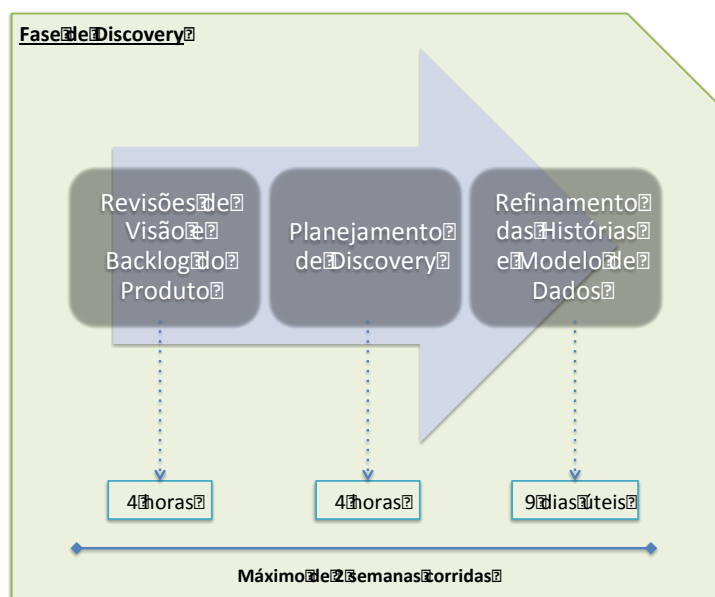 Fase de Discovery
Revisões de
Visão e
Backlog do
Produto
Planejamento
de Discovery
Refinamento
das Histórias
e Modelo de
Dados
4 horas
4 horas
9 dias úteis
Máximo de 2 semanas corridas